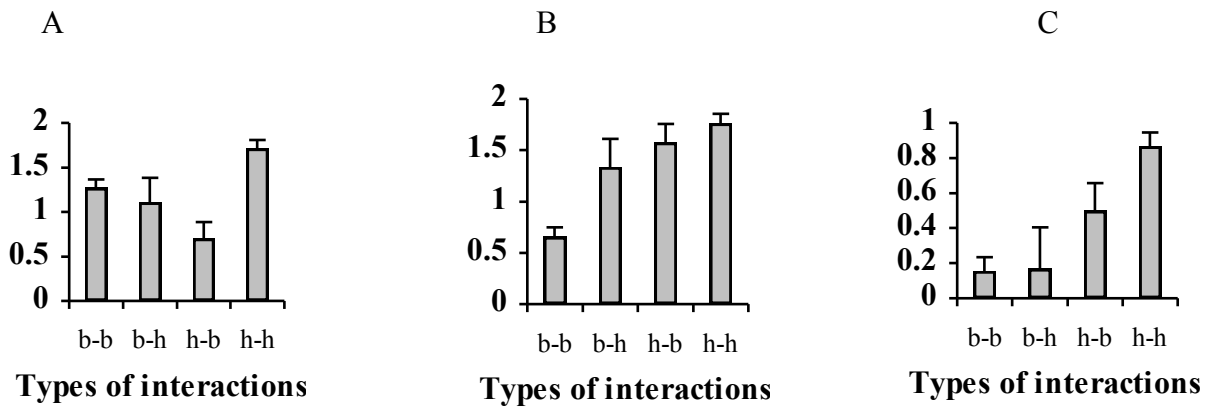 A
B
C
2
1.5
1
0.5
0
b-b b-h h-b h-h
Types of interactions
2
1.5
1
0.5
0
b-b b-h h-b h-h
Types of interactions
1
0.8
0.6
0.4
0.2
0
b-b b-h h-b h-h
Types of interactions